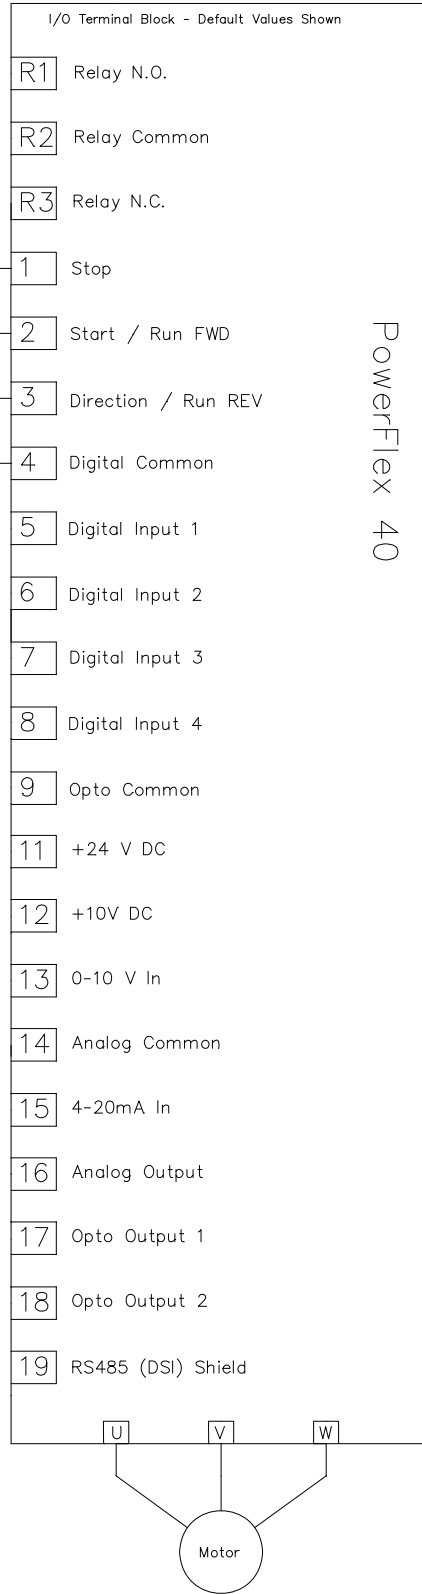 I/O Terminal Block - Default Values Shown
R1 Relay N.O.
R2 Relay Common
R3 Relay N.C.
1 Stop
2 Start / Run FWD
3 Direction / Run REV
4 Digital Common
5 Digital Input 1
6 Digital Input 2
7 Digital Input 3
8 Digital Input 4
9 Opto Common
11 +24 V DC
12 +10V DC
13 0-10 V In
14 Analog Common
15 4-20mA In
16 Analog Output
17 Opto Output 1
18 Opto Output 2
19 RS485 (DSI) Shield
PowerFlex 40
U V W
Motor